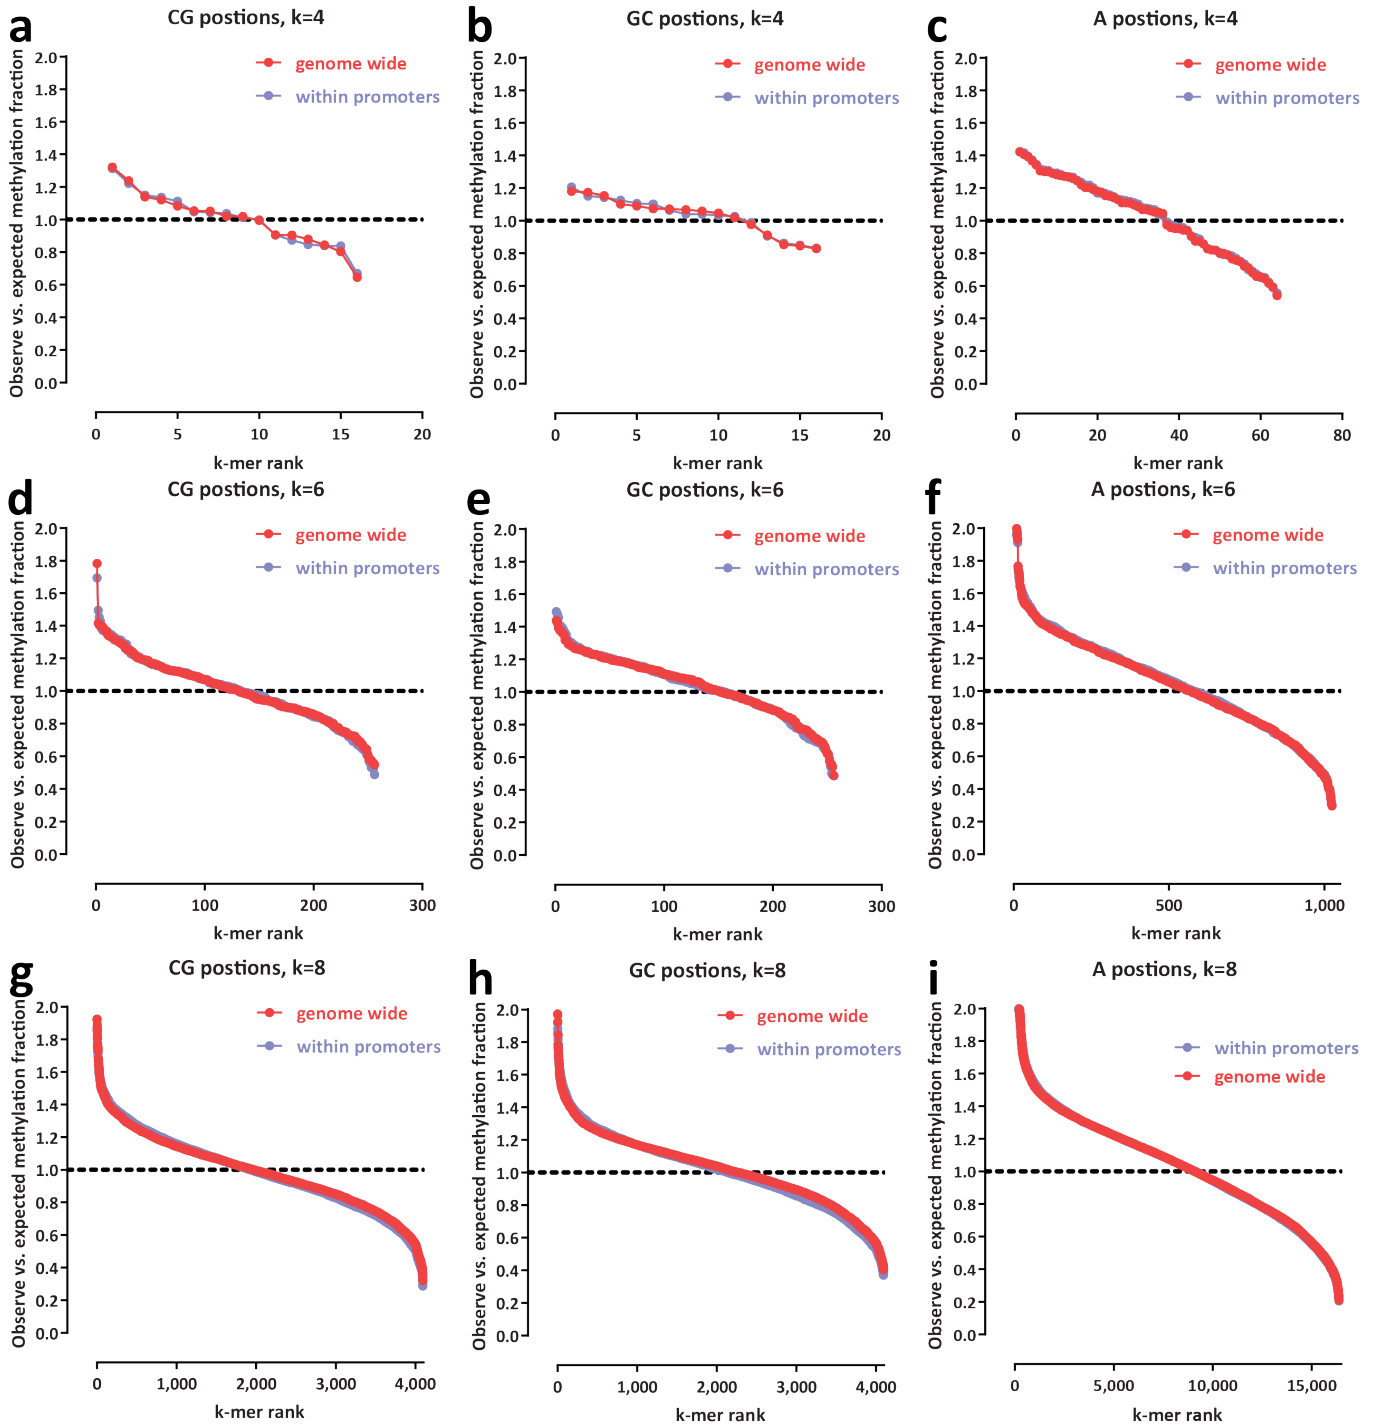 a
CG postions, k=4
Observe vs. expected methylation fraction
2.0
1.8
1.6
1.4
1.2
1.0
0.8
0.6
0.4
0.2
0.0
genome wide
within promoters
0 5 10 15 20
k-mer rank
b
GC postions, k=4
Observe vs. expected methylation fraction
2.0
1.8
1.6
1.4
1.2
1.0
0.8
0.6
0.4
0.2
0.0
genome wide
within promoters
0 5 10 15 20
k-mer rank
c
A postions, k=4
Observe vs. expected methylation fraction
2.0
1.8
1.6
1.4
1.2
1.0
0.8
0.6
0.4
0.2
0.0
genome wide
within promoters
0 20 40 60 80
k-mer rank
d
CG postions, k=6
Observe vs. expected methylation fraction
2.0
1.8
1.6
1.4
1.2
1.0
0.8
0.6
0.4
0.2
0.0
genome wide
within promoters
0 100 200 300
k-mer rank
e
GC postions, k=6
Observe vs. expected methylation fraction
2.0
1.8
1.6
1.4
1.2
1.0
0.8
0.6
0.4
0.2
0.0
genome wide
within promoters
0 100 200 300
k-mer rank
f
A postions, k=6
Observe vs. expected methylation fraction
2.0
1.8
1.6
1.4
1.2
1.0
0.8
0.6
0.4
0.2
0.0
genome wide
within promoters
0 500 1,000
k-mer rank
g
CG postions, k=8
Observe vs. expected methylation fraction
2.0
1.8
1.6
1.4
1.2
1.0
0.8
0.6
0.4
0.2
0.0
genome wide
within promoters
0 1,000 2,000 3,000 4,000
k-mer rank
h
GC postions, k=8
Observe vs. expected methylation fraction
2.0
1.8
1.6
1.4
1.2
1.0
0.8
0.6
0.4
0.2
0.0
genome wide
within promoters
0 1,000 2,000 3,000 4,000
k-mer rank
i
A postions, k=8
Observe vs. expected methylation fraction
2.0
1.8
1.6
1.4
1.2
1.0
0.8
0.6
0.4
0.2
0.0
within promoters
genome wide
0 5,000 10,000 15,000
k-mer rank